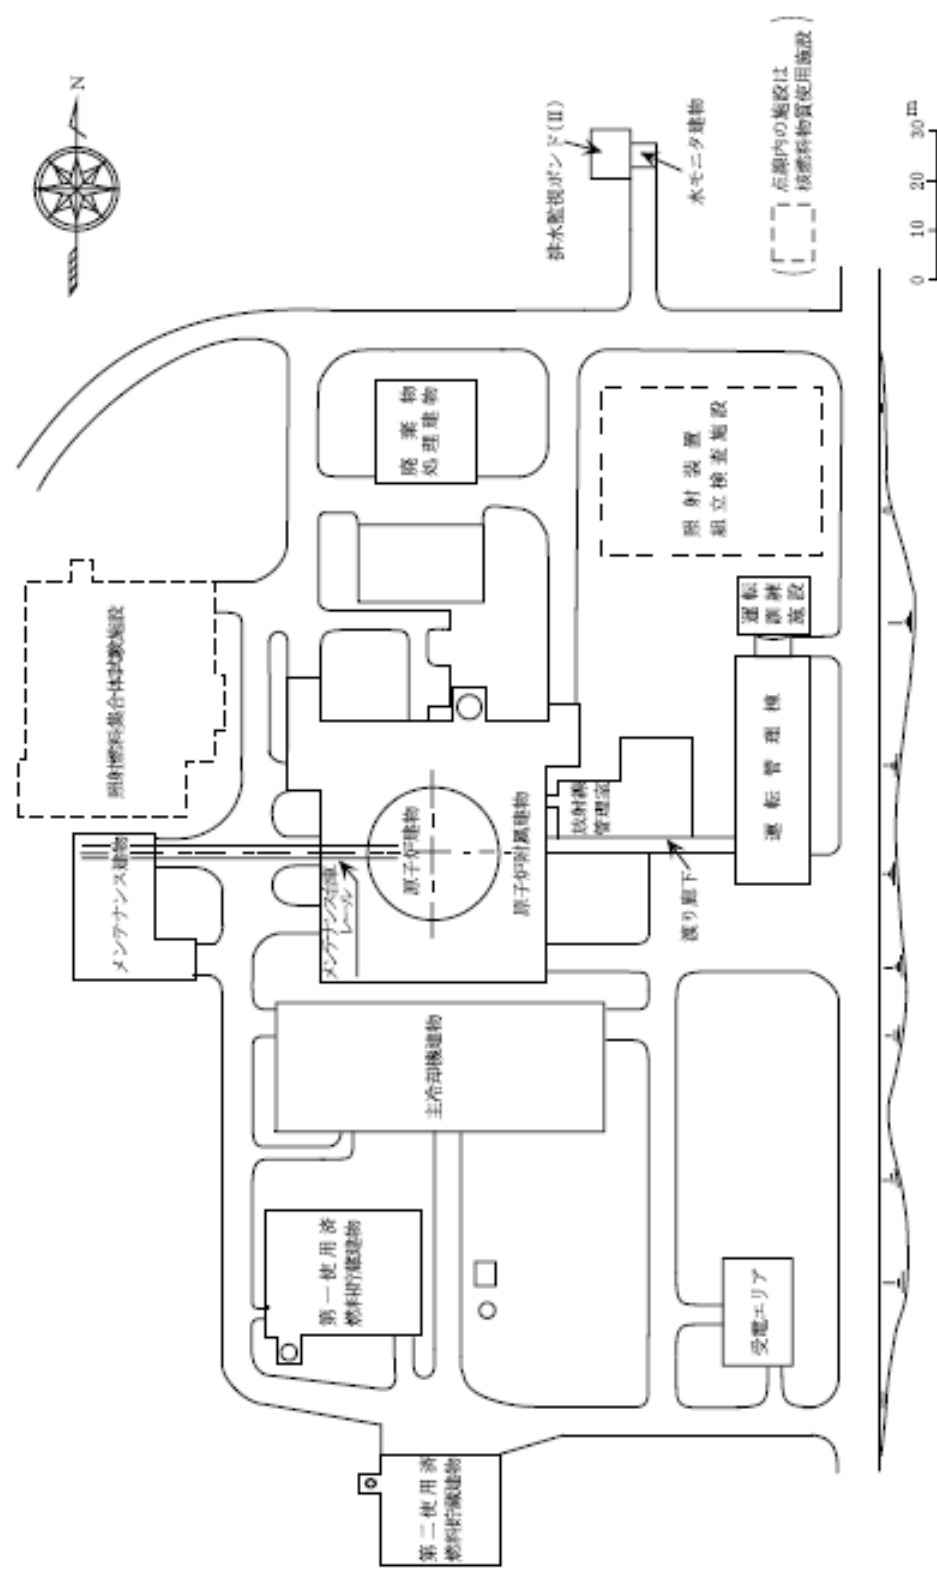 N
排水監視ポンド(Ⅱ)
水モニタ建物
点線内の施設は
核燃料物質使用施設
0 10 20 30 m
廃棄物
処理建物
照射装置
組立検査施設
照射燃料集合体試験施設
運転
訓練
施設
運転管理棟
メンテナンス建物
メンテナンス台車
レール
原子炉建物
原子炉附属建物
放射線
管理室
渡り廊下
主冷却機建物
第一使用済
燃料貯蔵建物
受電エリア
第二使用済
燃料貯蔵建物